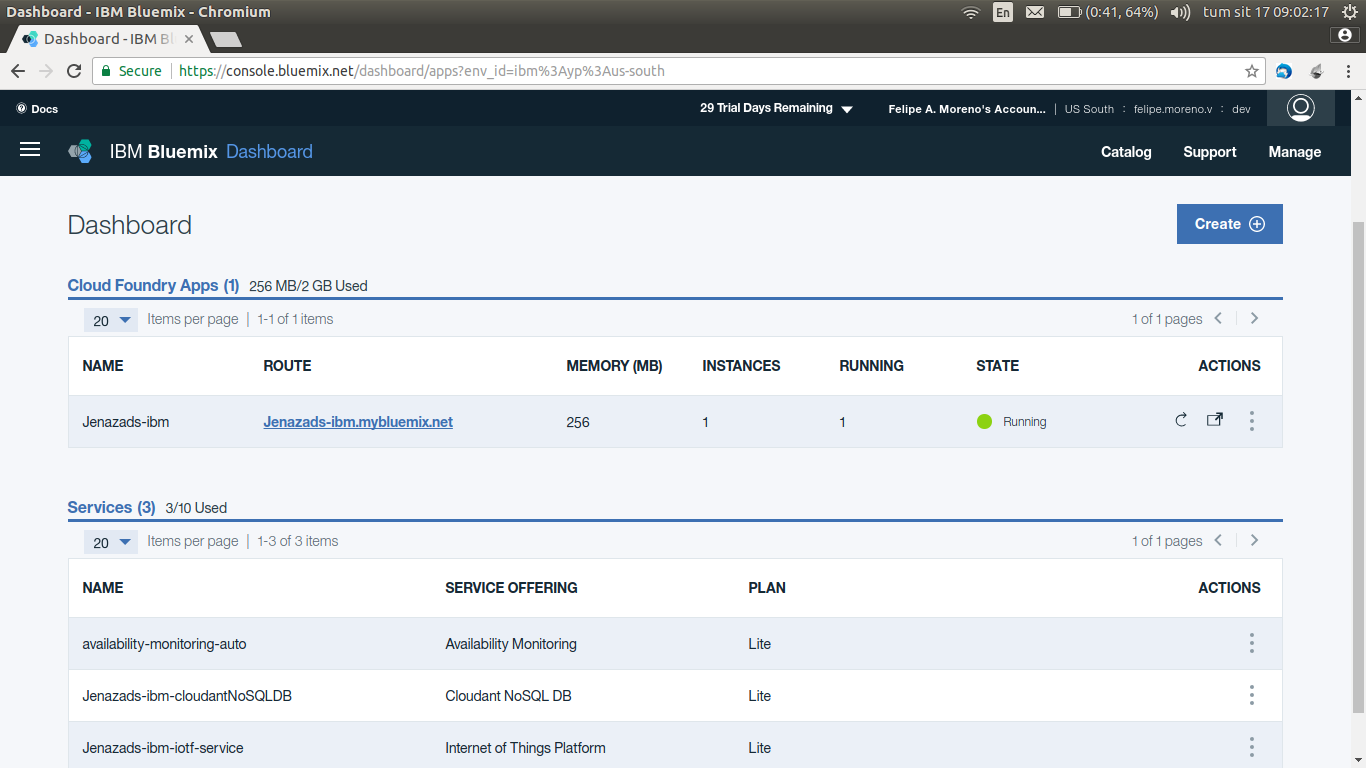 Dashboard - IBM Bluemix - Chromium
En (0:41, 64%) tum sit 17 09:02:17
Dashboard - IBM Bl
Secure https://console.bluemix.net/dashboard/apps?env_id=ibm%3Ayp%3Aus-south
Docs 29 Trial Days Remaining Felipe A. Moreno's Accoun... | US South : felipe.moreno.v : dev
IBM Bluemix Dashboard Catalog Support Manage
Dashboard Create
Cloud Foundry Apps (1) 256 MB/2 GB Used
20 Items per page | 1-1 of 1 items 1 of 1 pages
NAME ROUTE MEMORY (MB) INSTANCES RUNNING STATE ACTIONS
Jenazads-ibm Jenazads-ibm.mybluemix.net 256 1 1 Running
Services (3) 3/10 Used
20 Items per page | 1-3 of 3 items 1 of 1 pages
NAME SERVICE OFFERING PLAN ACTIONS
availability-monitoring-auto Availability Monitoring Lite
Jenazads-ibm-cloudantNoSQLDB Cloudant NoSQL DB Lite
Jenazads-ibm-iotf-service Internet of Things Platform Lite